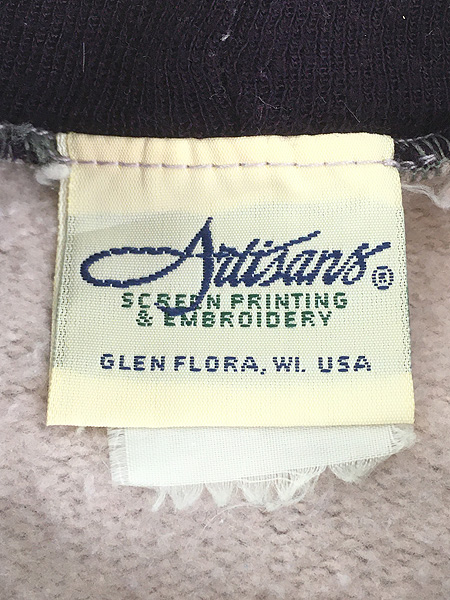 Artisans®
SCREEN PRINTING
& EMBROIDERY
GLEN FLORA, WI. USA